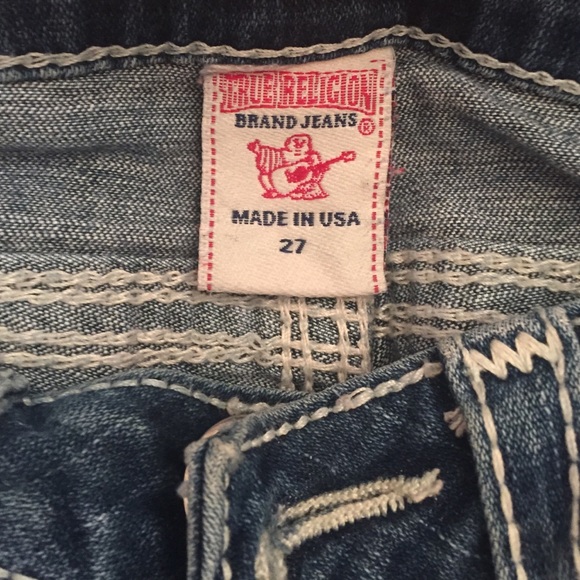 TRUE RELIGION
BRAND JEANS®
MADE IN USA
27